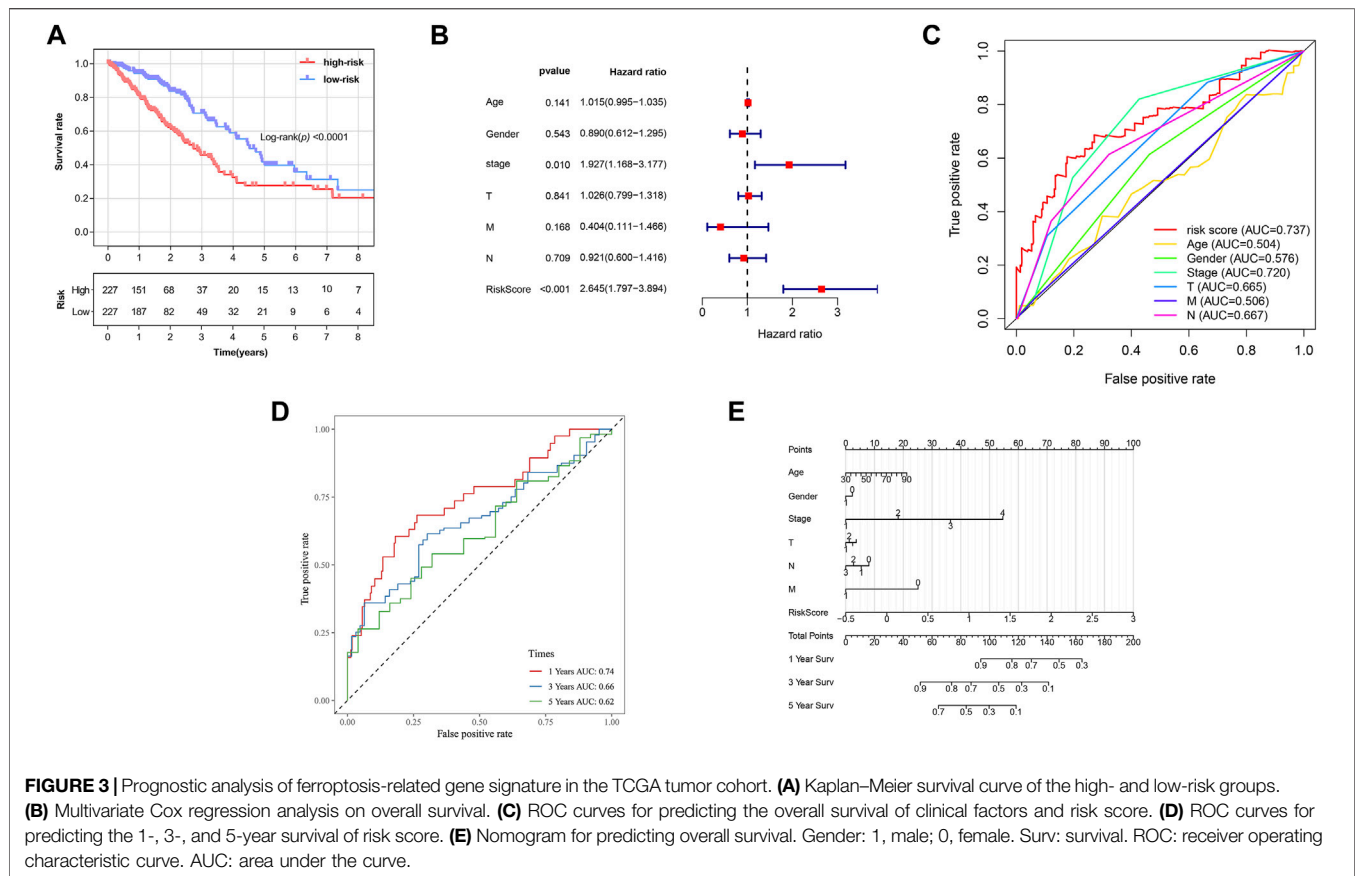 A
high-risk
low-risk
Log-rank(p) <0.0001
Survival rate
1.0
0.8
0.6
0.4
0.2
0.0
0 1 2 3 4 5 6 7 8
Risk
High 227 151 68 37 20 15 13 10 7
Low 227 187 82 49 32 21 9 6 4
0 1 2 3 4 5 6 7 8
Time(years)
B
pvalue Hazard ratio
Age 0.141 1.015(0.995−1.035)
Gender 0.543 0.890(0.612−1.295)
stage 0.010 1.927(1.168−3.177)
T 0.841 1.026(0.799−1.318)
M 0.168 0.404(0.111−1.466)
N 0.709 0.921(0.600−1.416)
RiskScore <0.001 2.645(1.797−3.894)
0 1 2 3
Hazard ratio
C
True positive rate
1.0
0.8
0.6
0.4
0.2
0.0
risk score (AUC=0.737)
Age (AUC=0.504)
Gender (AUC=0.576)
Stage (AUC=0.720)
T (AUC=0.665)
M (AUC=0.506)
N (AUC=0.667)
0.0 0.2 0.4 0.6 0.8 1.0
False positive rate
D
True positive rate
1.00
0.75
0.50
0.25
0.00
Times
1 Years AUC: 0.74
3 Years AUC: 0.66
5 Years AUC: 0.62
0.00 0.25 0.50 0.75 1.00
False positive rate
E
Points 0 10 20 30 40 50 60 70 80 90 100
Age 30 50 70 90
Gender 0
1
Stage 2 4
1 3
T 2
1
N 2 0
3 1
M 0
1
RiskScore −0.5 0 0.5 1 1.5 2 2.5 3
Total Points 0 20 40 60 80 100 120 140 160 180 200
1 Year Surv 0.9 0.8 0.7 0.5 0.3
3 Year Surv 0.9 0.8 0.7 0.5 0.3 0.1
5 Year Surv 0.7 0.5 0.3 0.1
FIGURE 3 | Prognostic analysis of ferroptosis-related gene signature in the TCGA tumor cohort. (A) Kaplan–Meier survival curve of the high- and low-risk groups.
(B) Multivariate Cox regression analysis on overall survival. (C) ROC curves for predicting the overall survival of clinical factors and risk score. (D) ROC curves for
predicting the 1-, 3-, and 5-year survival of risk score. (E) Nomogram for predicting overall survival. Gender: 1, male; 0, female. Surv: survival. ROC: receiver operating
characteristic curve. AUC: area under the curve.